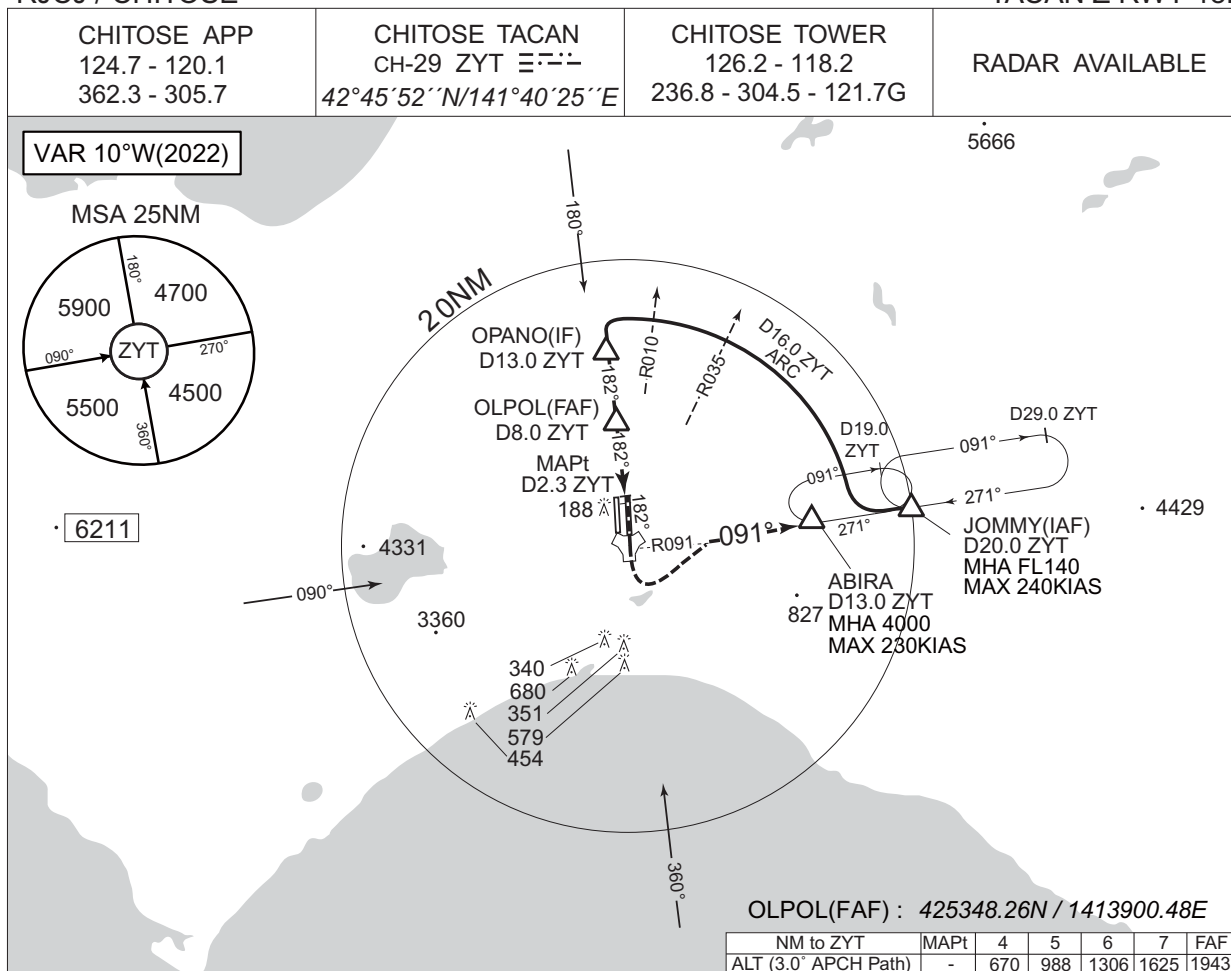 CHITOSE APP
124.7 - 120.1
362.3 - 305.7
CHITOSE TACAN
CH-29 ZYT
42°45´52´´N/141°40´25´´E
CHITOSE TOWER
126.2 - 118.2
236.8 - 304.5 - 121.7G
RADAR AVAILABLE
VAR 10°W(2022)
5666
MSA 25NM
180°
5900
4700
090°
ZYT
270°
5500
4500
360°
180°
20NM
OPANO(IF)
D13.0 ZYT
R010
R035
D16.0 ZYT
ARC
182°
OLPOL(FAF)
D8.0 ZYT
182°
MAPt
D2.3 ZYT
188
182°
D19.0
ZYT
D29.0 ZYT
091°
091°
271°
271°
R091
091°
4429
JOMMY(IAF)
D20.0 ZYT
MHA FL140
MAX 240KIAS
ABIRA
D13.0 ZYT
MHA 4000
MAX 230KIAS
827
6211
4331
090°
3360
340
680
351
579
454
360°
OLPOL(FAF) : 425348.26N / 1413900.48E
NM to ZYT MAPt 4 5 6 7 FAF
ALT (3.0° APCH Path) - 670 988 1306 1625 1943